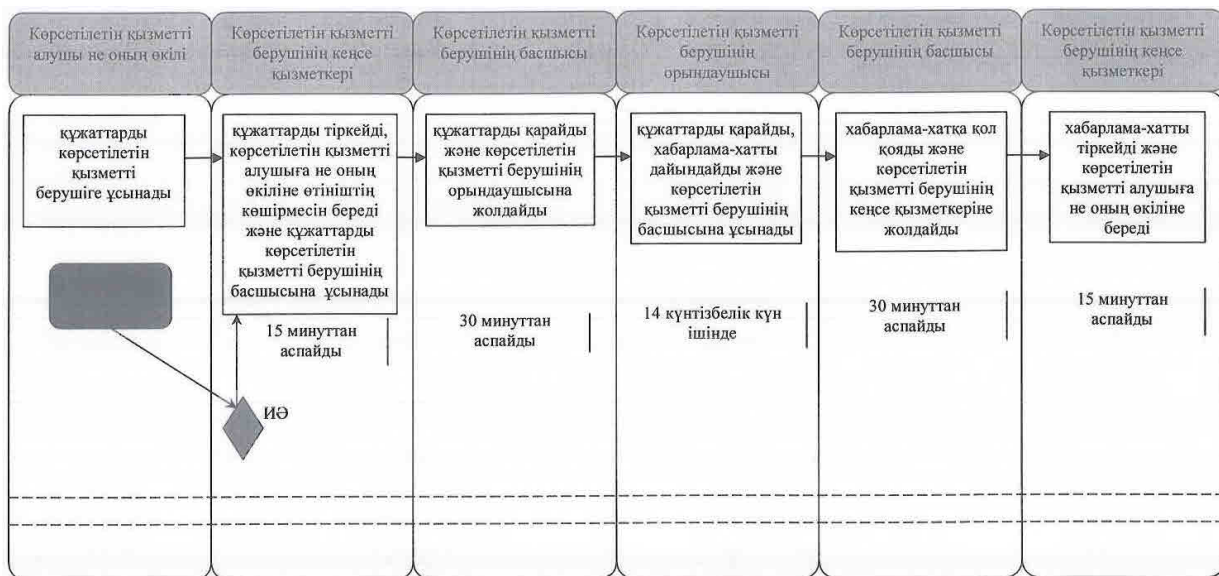 Көрсетілетін қызметті
алушы не оның өкілі
Көрсетілетін қызметті
берушінің кеңсе
қызметкері
Көрсетілетін қызметті
берушінің басшысы
Көрсетілетін қызметті
берушінің
орындаушысы
Көрсетілетін қызметті
берушінің басшысы
Көрсетілетін қызметті
берушінің кеңсе
қызметкері
құжаттарды
көрсетілетін
қызметті
берушіге ұсынады
құжаттарды тіркейді,
көрсетілетін қызметті
алушыға не оның
өкіліне өтініштің
көшірмесін береді
және құжаттарды
көрсетілетін
қызметті берушінің
басшысына ұсынады
құжаттарды қарайды
және көрсетілетін
қызметті берушінің
орындаушысына
жолдайды
құжаттарды қарайды,
хабарлама-хатты
дайындайды және
көрсетілетін
қызметті берушінің
басшысына ұсынады
хабарлама-хатқа қол
қояды және
көрсетілетін
қызметті берушінің
кеңсе қызметкеріне
жолдайды
хабарлама-хатты
тіркейді және
көрсетілетін
қызметті алушыға
не оның өкіліне
береді
15 минуттан
аспайды
30 минуттан
аспайды
14 күнтізбелік күн
ішінде
30 минуттан
аспайды
15 минуттан
аспайды
ИӘ